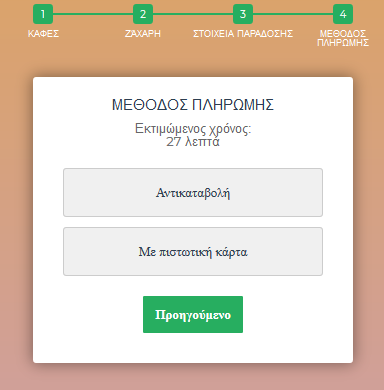 1 2 3 4
ΚΑΦΕΣ ΖΑΧΑΡΗ ΣΤΟΙΧΕΙΑ ΠΑΡΑΔΟΣΗΣ ΜΕΘΟΔΟΣ
ΠΛΗΡΩΜΗΣ
ΜΕΘΟΔΟΣ ΠΛΗΡΩΜΗΣ
Εκτιμώμενος χρόνος:
27 λεπτά
Αντικαταβολή
Με πιστωτική κάρτα
Προηγούμενο